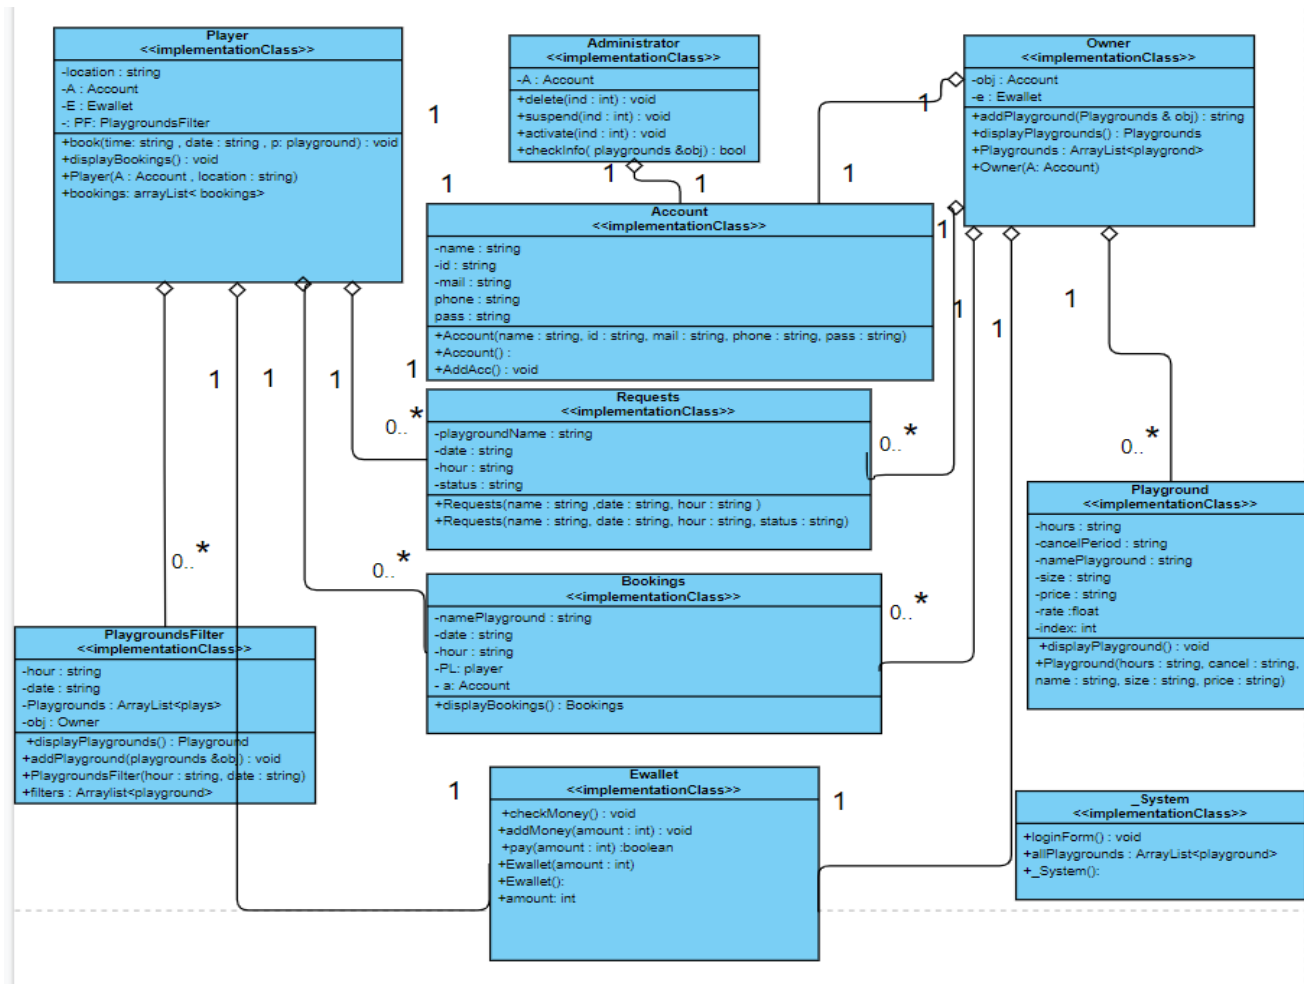 Player
<<implementationClass>>
-location : string
-A : Account
-E : Ewallet
-: PF: PlaygroundsFilter
+book(time: string , date : string , p: playground) : void
+displayBookings() : void
+Player(A : Account , location : string)
+bookings: arrayList< bookings>
Administrator
<<implementationClass>>
-A : Account
+delete(ind : int) : void
+suspend(ind : int) : void
+activate(ind : int) : void
+checkInfo( playgrounds &obj) : bool
Owner
<<implementationClass>>
-obj : Account
-e : Ewallet
+addPlayground(Playgrounds & obj) : string
+displayPlaygrounds() : Playgrounds
+Playgrounds : ArrayList<playgrond>
+Owner(A: Account)
1
1
1
1
1
1
Account
<<implementationClass>>
-name : string
-id : string
-mail : string
phone : string
pass : string
+Account(name : string, id : string, mail : string, phone : string, pass : string)
+Account() :
+AddAcc() : void
1
1
1
1
1
1
1
1
0..*
0..*
0..*
Requests
<<implementationClass>>
-playgroundName : string
-date : string
-hour : string
-status : string
+Requests(name : string ,date : string, hour : string )
+Requests(name : string, date : string, hour : string, status : string)
Playground
<<implementationClass>>
-hours : string
-cancelPeriod : string
-namePlayground : string
-size : string
-price : string
-rate :float
-index: int
+displayPlayground() : void
+Playground(hours : string, cancel : string,
name : string, size : string, price : string)
0..*
0..*
0..*
Bookings
<<implementationClass>>
-namePlayground : string
-date : string
-hour : string
-PL: player
- a: Account
+displayBookings() : Bookings
PlaygroundsFilter
<<implementationClass>>
-hour : string
-date : string
-Playgrounds : ArrayList<plays>
-obj : Owner
+displayPlaygrounds() : Playground
+addPlayground(playgrounds &obj) : void
+PlaygroundsFilter(hour : string, date : string)
+filters : Arraylist<playground>
1
1
Ewallet
<<implementationClass>>
+checkMoney() : void
+addMoney(amount : int) : void
+pay(amount : int) :boolean
+Ewallet(amount : int)
+Ewallet():
+amount: int
_System
<<implementationClass>>
+loginForm() : void
+allPlaygrounds : ArrayList<playground>
+_System():